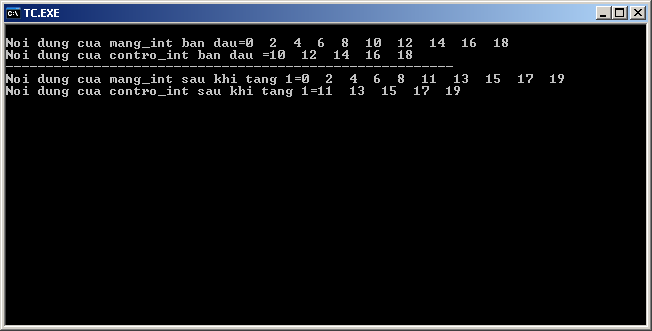 TC.EXE
Noi dung cua mang_int ban dau=0 2 4 6 8 10 12 14 16 18
Noi dung cua contro_int ban dau =10 12 14 16 18
--------------------------------------------------------
Noi dung cua mang_int sau khi tang 1=0 2 4 6 8 11 13 15 17 19
Noi dung cua contro_int sau khi tang 1=11 13 15 17 19